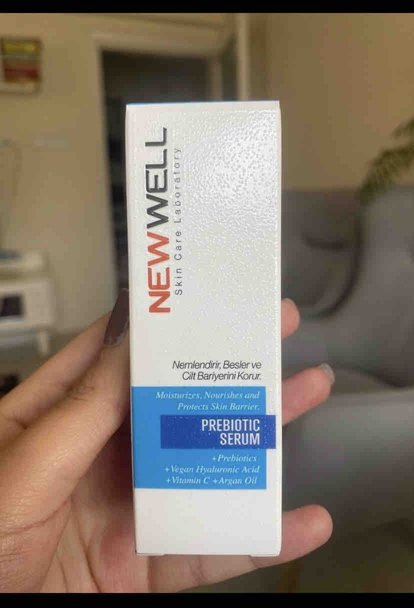 NEWWELL
Skin Care Laboratory
Nemlendirir, Besler ve
Cilt Bariyerini Korur.
Moisturizes, Nourishes and
Protects Skin Barrier.
PREBIOTIC
SERUM
+Prebiotics
+Vegan Hyaluronic Acid
+Vitamin C +Argan Oil